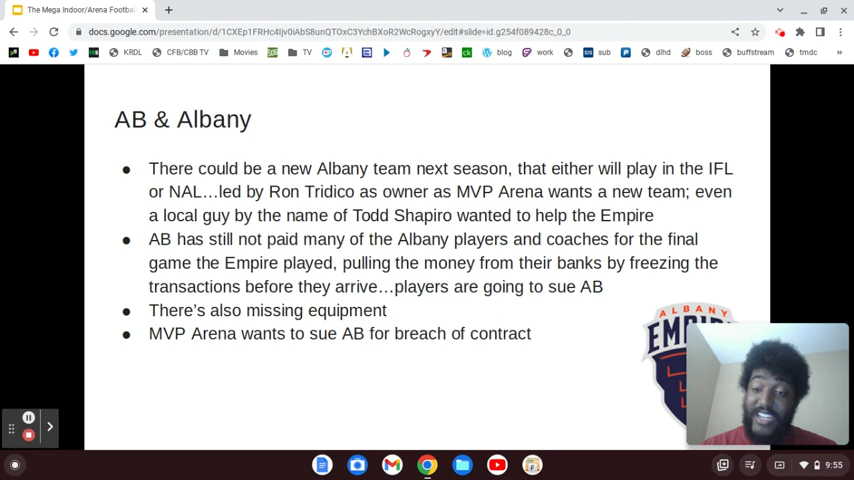 The Mega Indoor/Arena Footba
docs.google.com/presentation/d/1CXEp1FRHc4Ijv0iAbS8unQTOxC3YchBXoR2WcRogxyY/edit#slide=id.g254f089428c_0_0
KRDL CFB/CBB TV Movies TV blog work sub dlhd boss buffstream tmdc
AB & Albany
● There could be a new Albany team next season, that either will play in the IFL
or NAL…led by Ron Tridico as owner as MVP Arena wants a new team; even
a local guy by the name of Todd Shapiro wanted to help the Empire
● AB has still not paid many of the Albany players and coaches for the final
game the Empire played, pulling the money from their banks by freezing the
transactions before they arrive…players are going to sue AB
● There's also missing equipment
● MVP Arena wants to sue AB for breach of contract
ALBANY
EMPIR
9:55